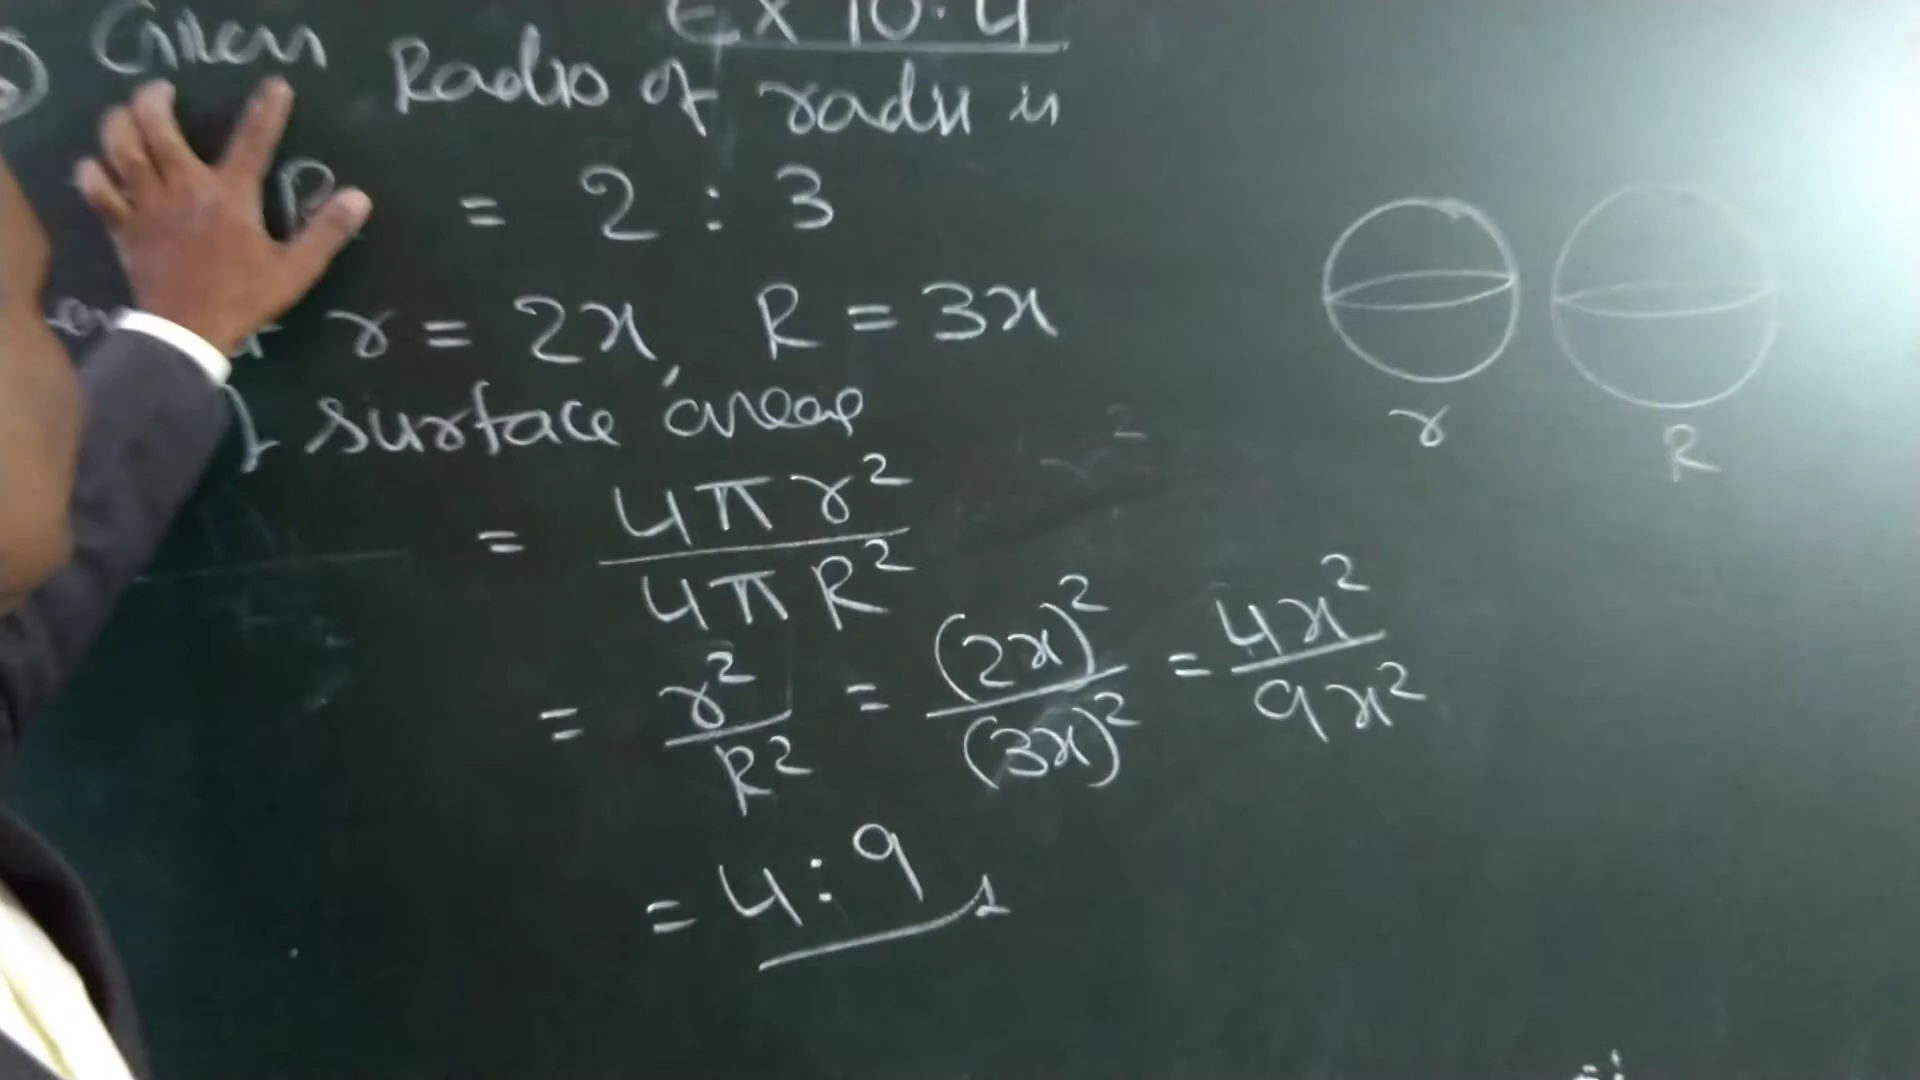 Ex 10.4
Given Radio of radii is
R = 2 : 3
r = 2x, R = 3x
surface areas
= 4πr² / 4πR²
= r² / R² = (2x)² / (3x)² = 4x² / 9x²
= 4 : 9
r
R